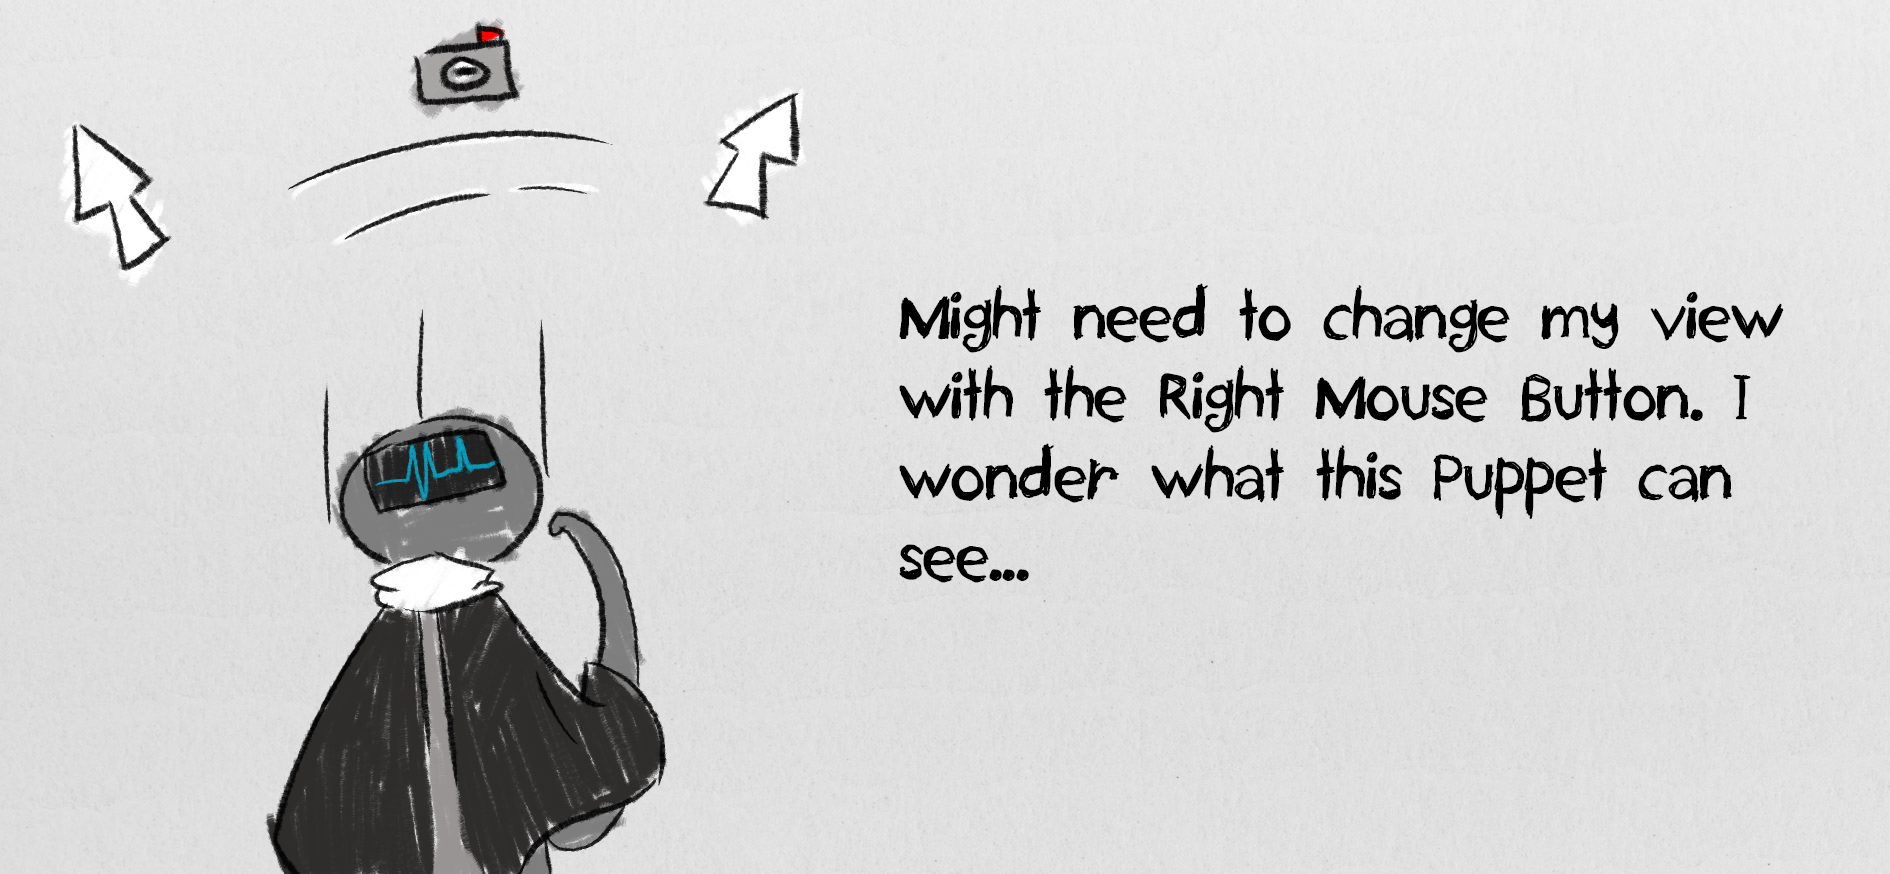 Might need to change my view
with the Right Mouse Button. I
wonder what this Puppet can
see...